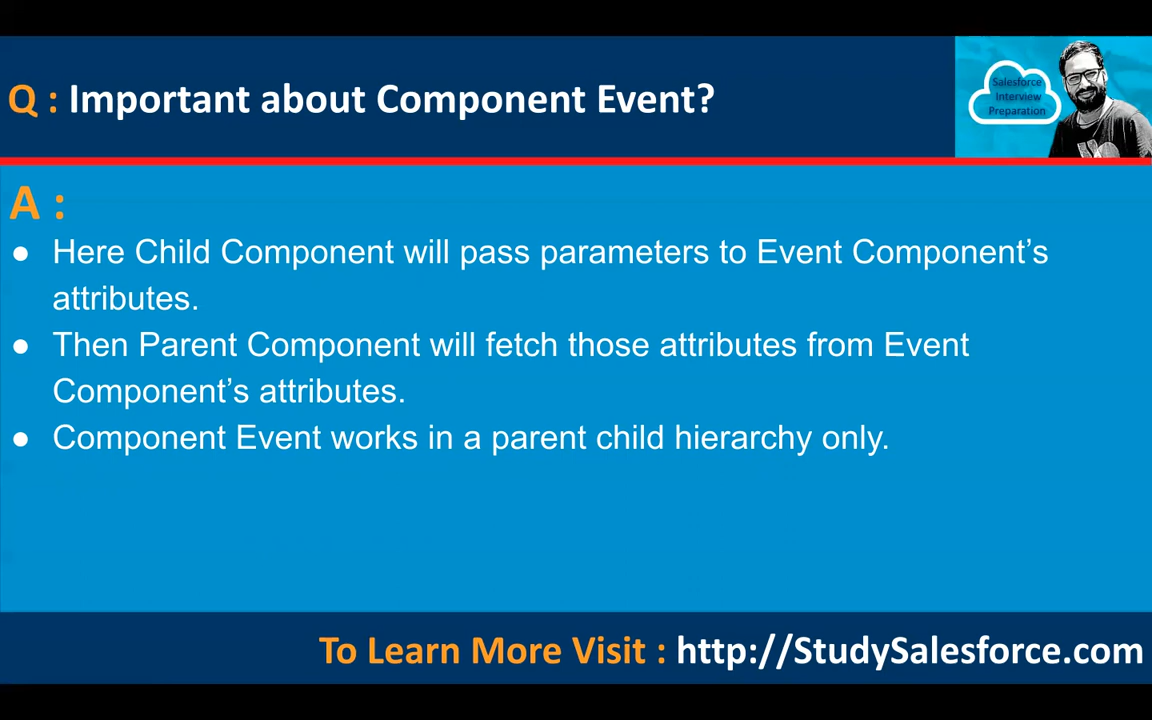 Q : Important about Component Event?
Salesforce
Interview
Preparation
A :
● Here Child Component will pass parameters to Event Component’s
attributes.
● Then Parent Component will fetch those attributes from Event
Component’s attributes.
● Component Event works in a parent child hierarchy only.
To Learn More Visit : http://StudySalesforce.com